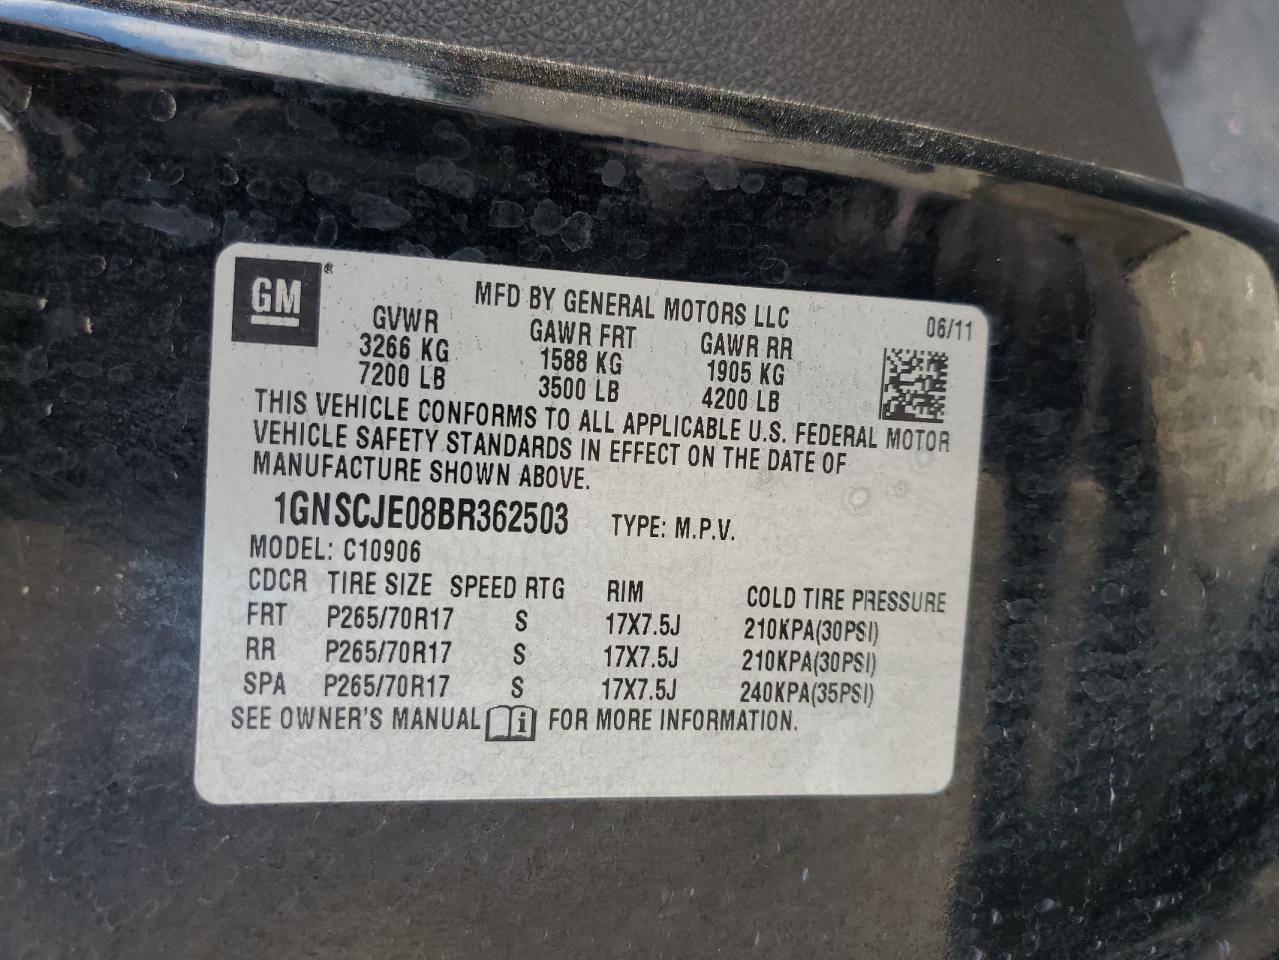 GM ®
MFD BY GENERAL MOTORS LLC
06/11
GVWR GAWR FRT GAWR RR
3266 KG 1588 KG 1905 KG
7200 LB 3500 LB 4200 LB
THIS VEHICLE CONFORMS TO ALL APPLICABLE U.S. FEDERAL MOTOR
VEHICLE SAFETY STANDARDS IN EFFECT ON THE DATE OF
MANUFACTURE SHOWN ABOVE.
1GNSCJE08BR362503 TYPE: M.P.V.
MODEL: C10906
CDCR TIRE SIZE SPEED RTG RIM COLD TIRE PRESSURE
FRT P265/70R17 S 17X7.5J 210KPA(30PSI)
RR P265/70R17 S 17X7.5J 210KPA(30PSI)
SPA P265/70R17 S 17X7.5J 240KPA(35PSI)
SEE OWNER'S MANUAL i FOR MORE INFORMATION.